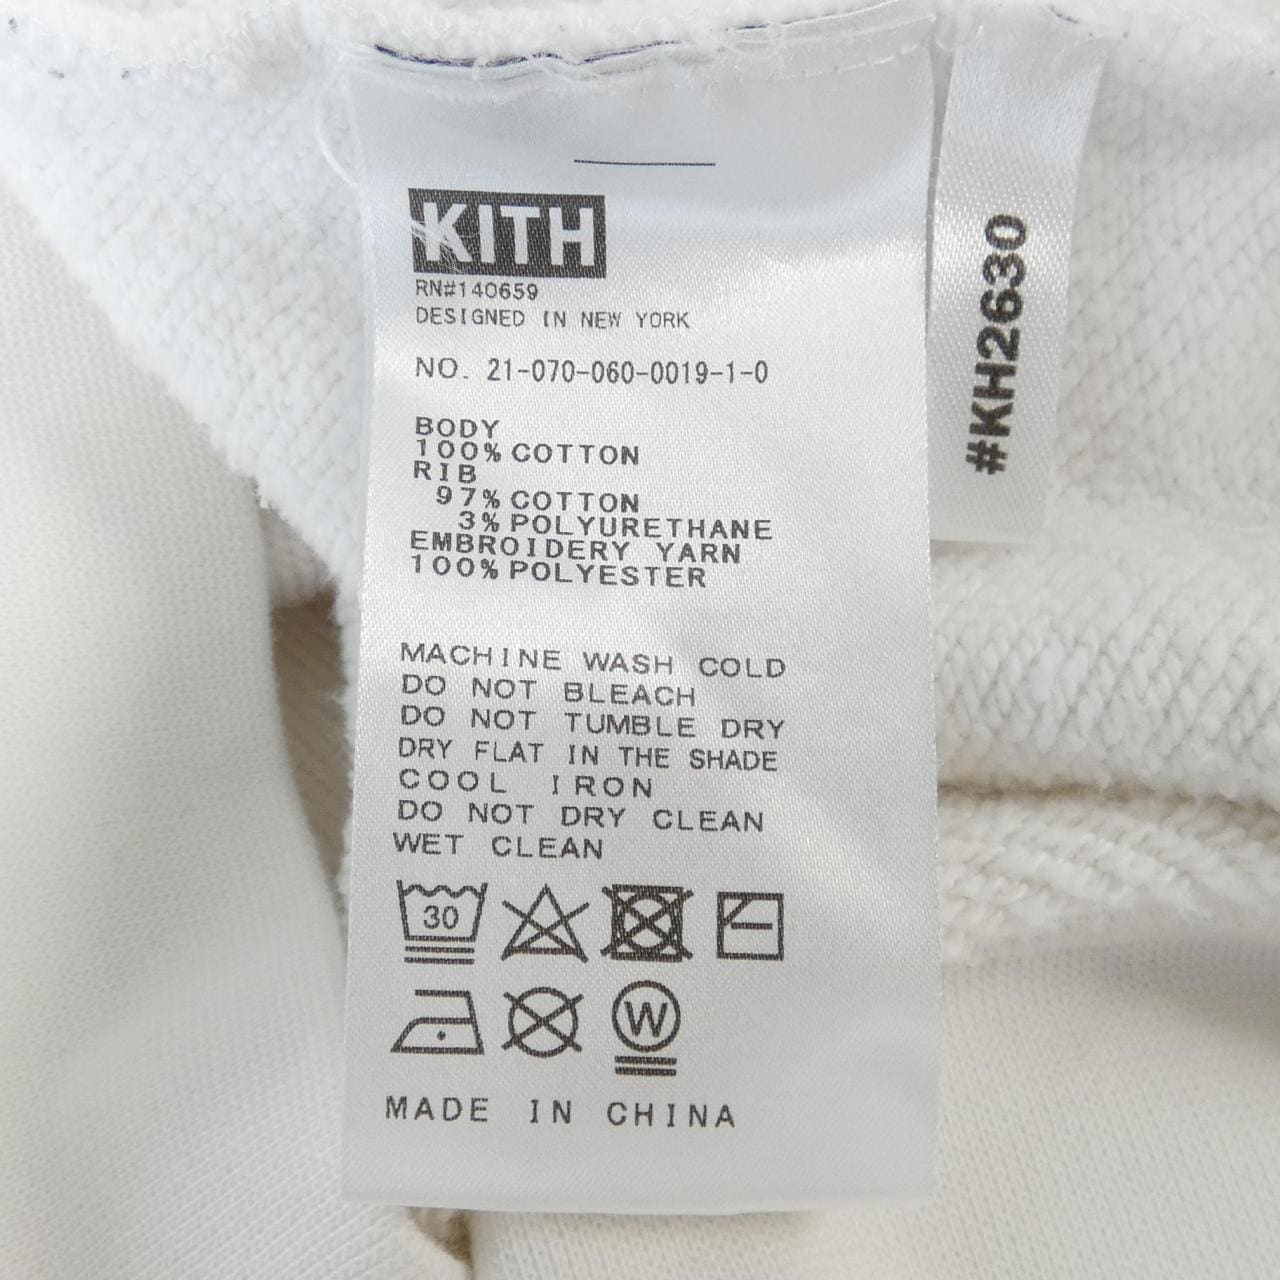 KITH
RN#140659
DESIGNED IN NEW YORK
NO. 21-070-060-0019-1-0
BODY
100% COTTON
RIB
97% COTTON
3% POLYURETHANE
EMBROIDERY YARN
100% POLYESTER
MACHINE WASH COLD
DO NOT BLEACH
DO NOT TUMBLE DRY
DRY FLAT IN THE SHADE
COOL IRON
DO NOT DRY CLEAN
WET CLEAN
30
W
MADE IN CHINA
#KH2630